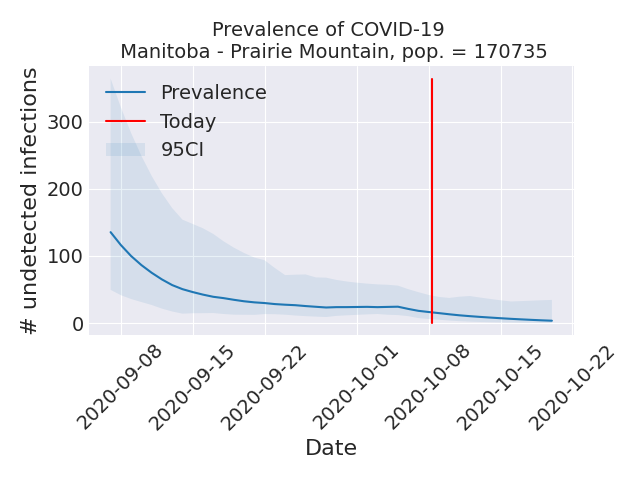 Prevalence of COVID-19
Manitoba - Prairie Mountain, pop. = 170735
Prevalence
Today
95CI
# undetected infections
300
200
100
0
2020-09-08
2020-09-15
2020-09-22
2020-10-01
2020-10-08
2020-10-15
2020-10-22
Date